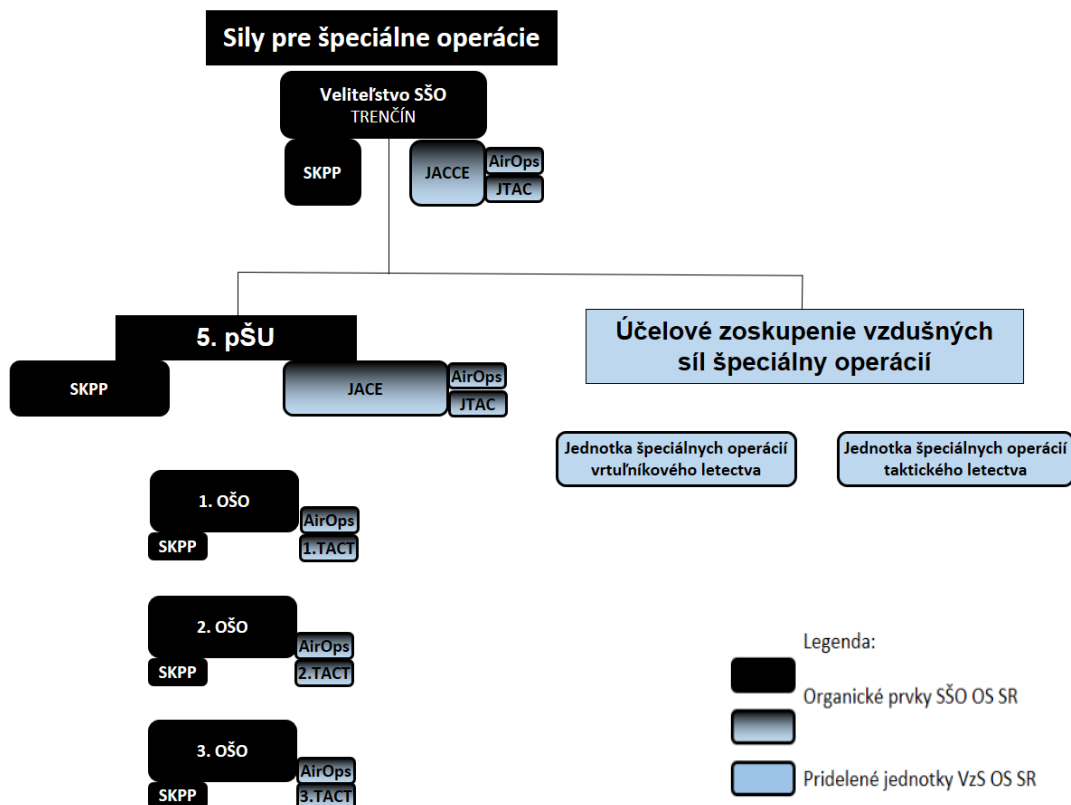 Sily pre špeciálne operácie
Veliteľstvo SŠO
TRENČÍN
SKPP
JACCE
AirOps
JTAC
5. pŠU
SKPP
JACE
AirOps
JTAC
Účelové zoskupenie vzdušných
síl špeciálny operácií
Jednotka špeciálnych operácií
vrtuľníkového letectva
Jednotka špeciálnych operácií
taktického letectva
1. OŠO
SKPP
AirOps
1.TACT
2. OŠO
SKPP
AirOps
2.TACT
3. OŠO
SKPP
AirOps
3.TACT
Legenda:
Organické prvky SŠO OS SR
Pridelené jednotky VzS OS SR